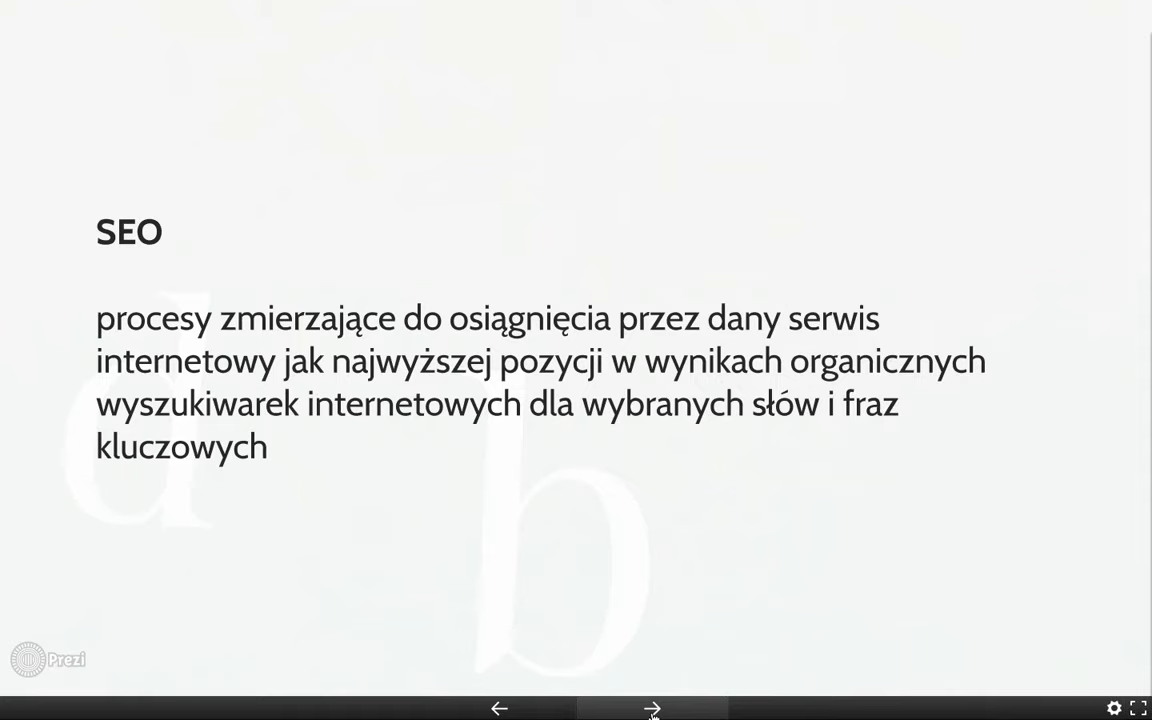 SEO
procesy zmierzające do osiągnięcia przez dany serwis
internetowy jak najwyższej pozycji w wynikach organicznych
wyszukiwarek internetowych dla wybranych słów i fraz
kluczowych
d
b
Prezi